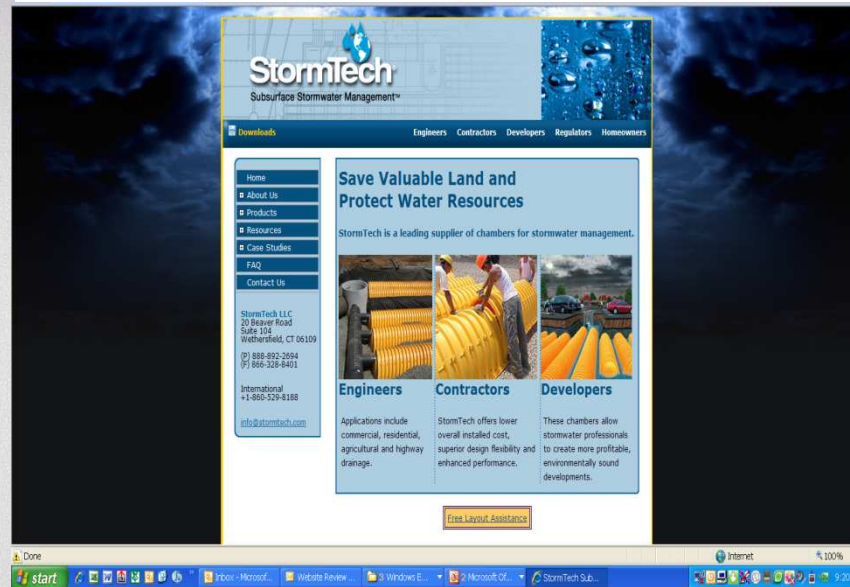 StormTech
Subsurface Stormwater Management™
Downloads
Engineers Contractors Developers Regulators Homeowners
Home
About Us
Products
Resources
Case Studies
FAQ
Contact Us
StormTech LLC
20 Beaver Road
Suite 104
Wethersfield, CT 06109
(P) 888-892-2694
(F) 866-328-8401
International
+1-860-529-8188
info@stormtech.com
Save Valuable Land and
Protect Water Resources
StormTech is a leading supplier of chambers for stormwater management.
Engineers
Applications include
commercial, residential,
agricultural and highway
drainage.
Contractors
StormTech offers lower
overall installed cost,
superior design flexibility and
enhanced performance.
Developers
These chambers allow
stormwater professionals
to create more profitable,
environmentally sound
developments.
Free Layout Assistance
Done
Internet
100%
start
Inbox - Microsof...
Website Review ...
3 Windows E...
2 Microsoft Of...
StormTech Sub...